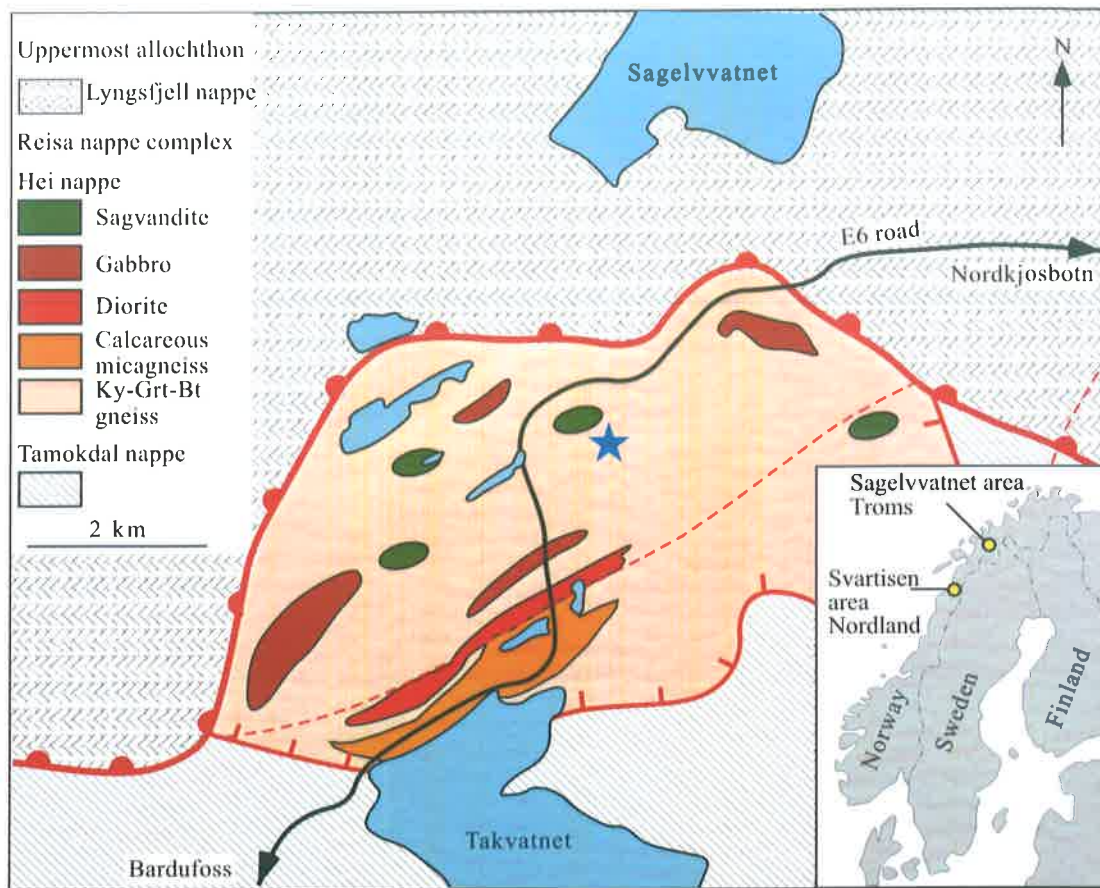 Uppermost allochthon
Lyngsfjell nappe
Reisa nappe complex
Hei nappe
Sagvandite
Gabbro
Diorite
Calcareous
micagneiss
Ky-Grt-Bt
gneiss
Tamokdal nappe
2 km
Sagelvvatnet
N
E6 road
Nordkjosbotn
Takvatnet
Bardufoss
Sagelvvatnet area
Troms
Svartisen
area
Nordland
Norway
Sweden
Finland